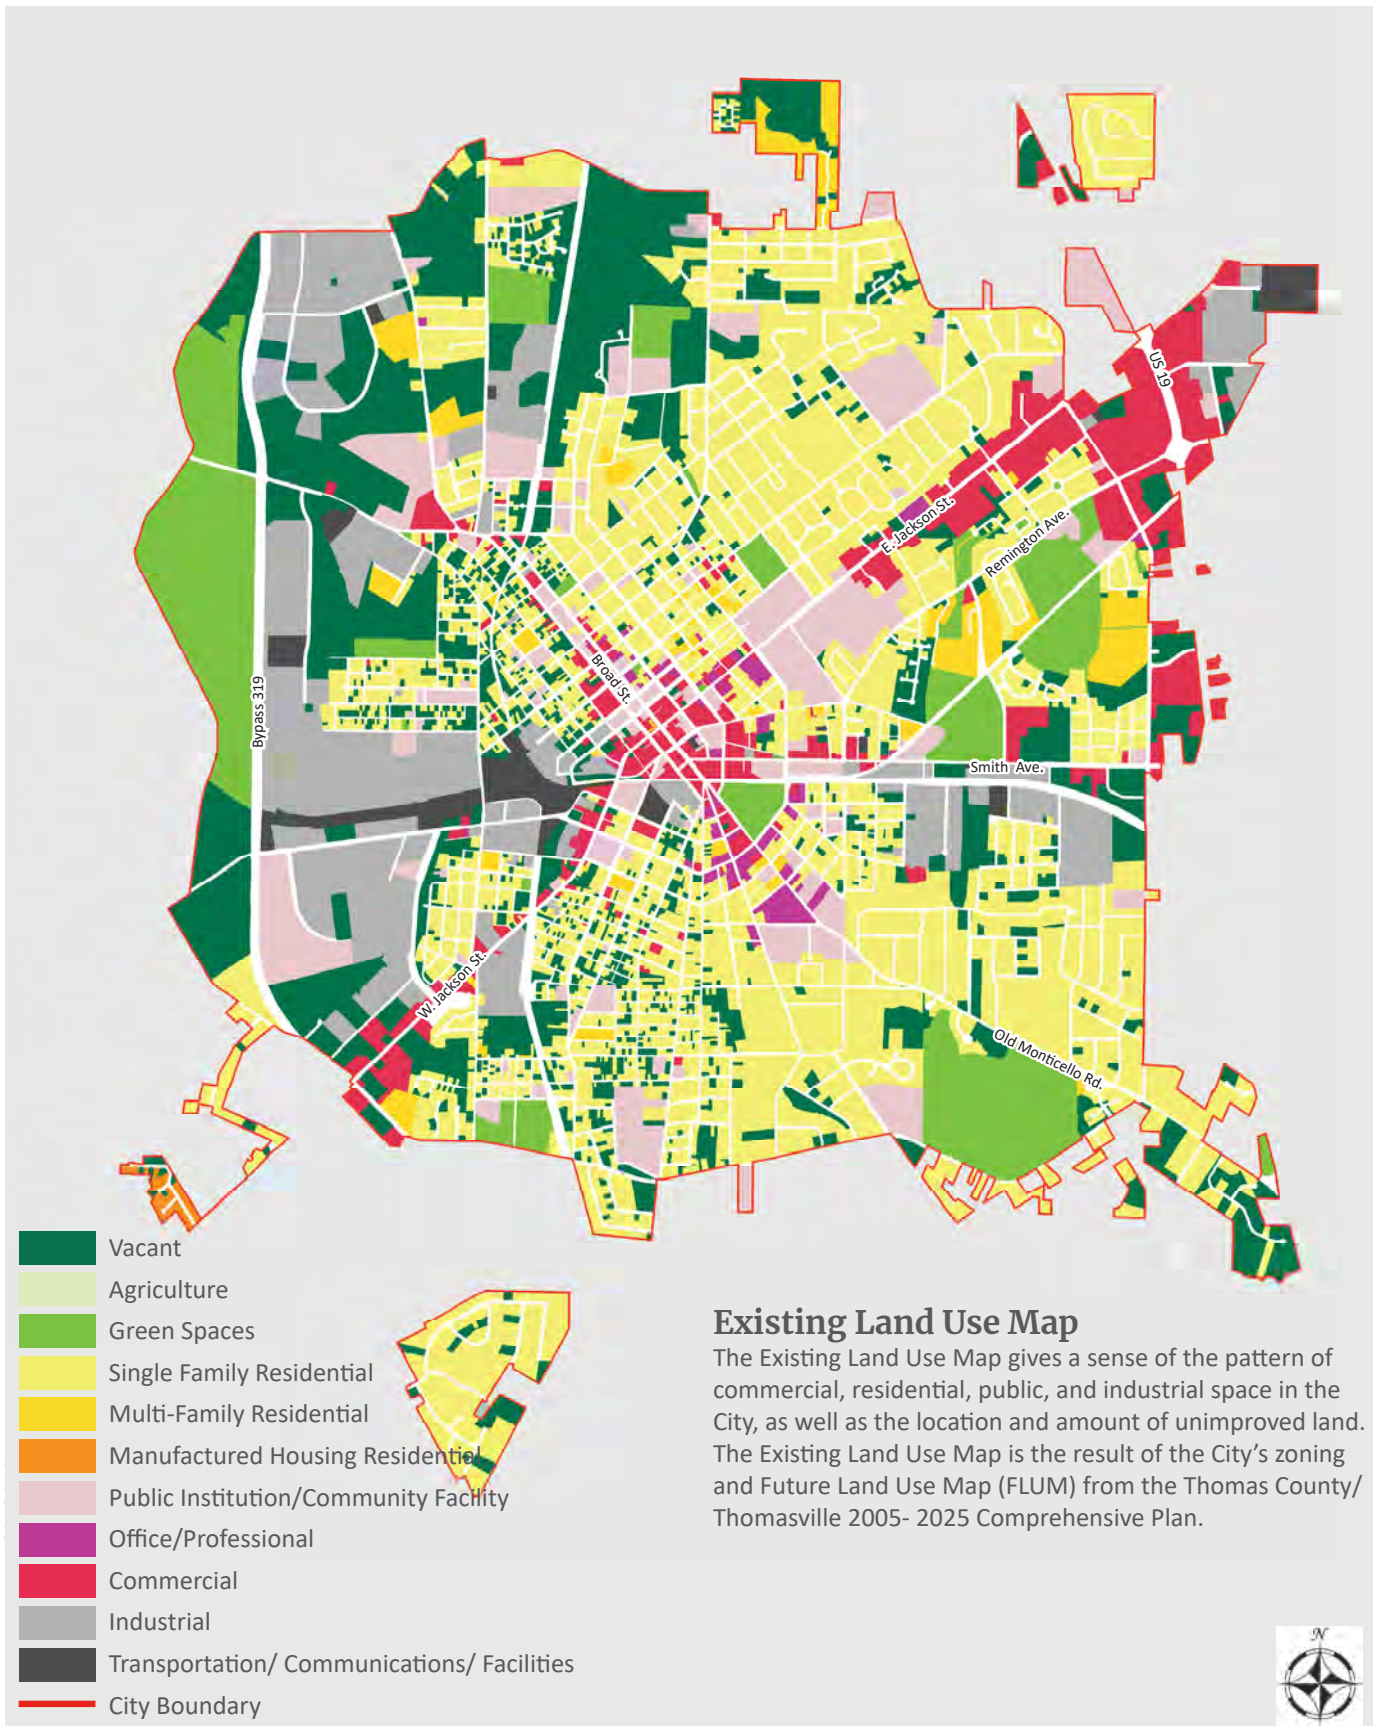 US 19
E. Jackson St.
Remington Ave.
Broad St.
Bypass 319
Smith Ave.
W. Jackson St.
Old Monticello Rd.
Vacant
Agriculture
Green Spaces
Single Family Residential
Multi-Family Residential
Manufactured Housing Residential
Public Institution/Community Facility
Office/Professional
Commercial
Industrial
Transportation/ Communications/ Facilities
City Boundary
Existing Land Use Map
The Existing Land Use Map gives a sense of the pattern of
commercial, residential, public, and industrial space in the
City, as well as the location and amount of unimproved land.
The Existing Land Use Map is the result of the City's zoning
and Future Land Use Map (FLUM) from the Thomas County/
Thomasville 2005- 2025 Comprehensive Plan.
N